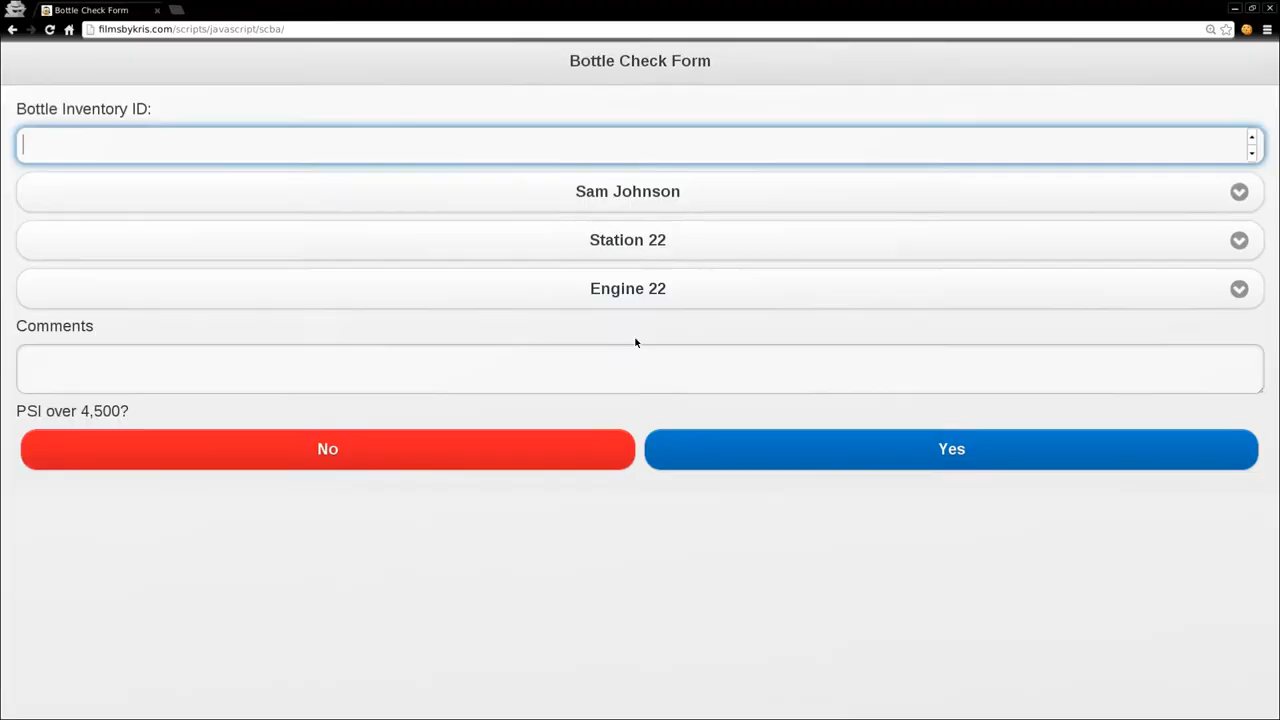 Bottle Check Form
filmsbykris.com/scripts/javascript/scba/
Bottle Check Form
Bottle Inventory ID:
Sam Johnson
Station 22
Engine 22
Comments
PSI over 4,500?
No
Yes